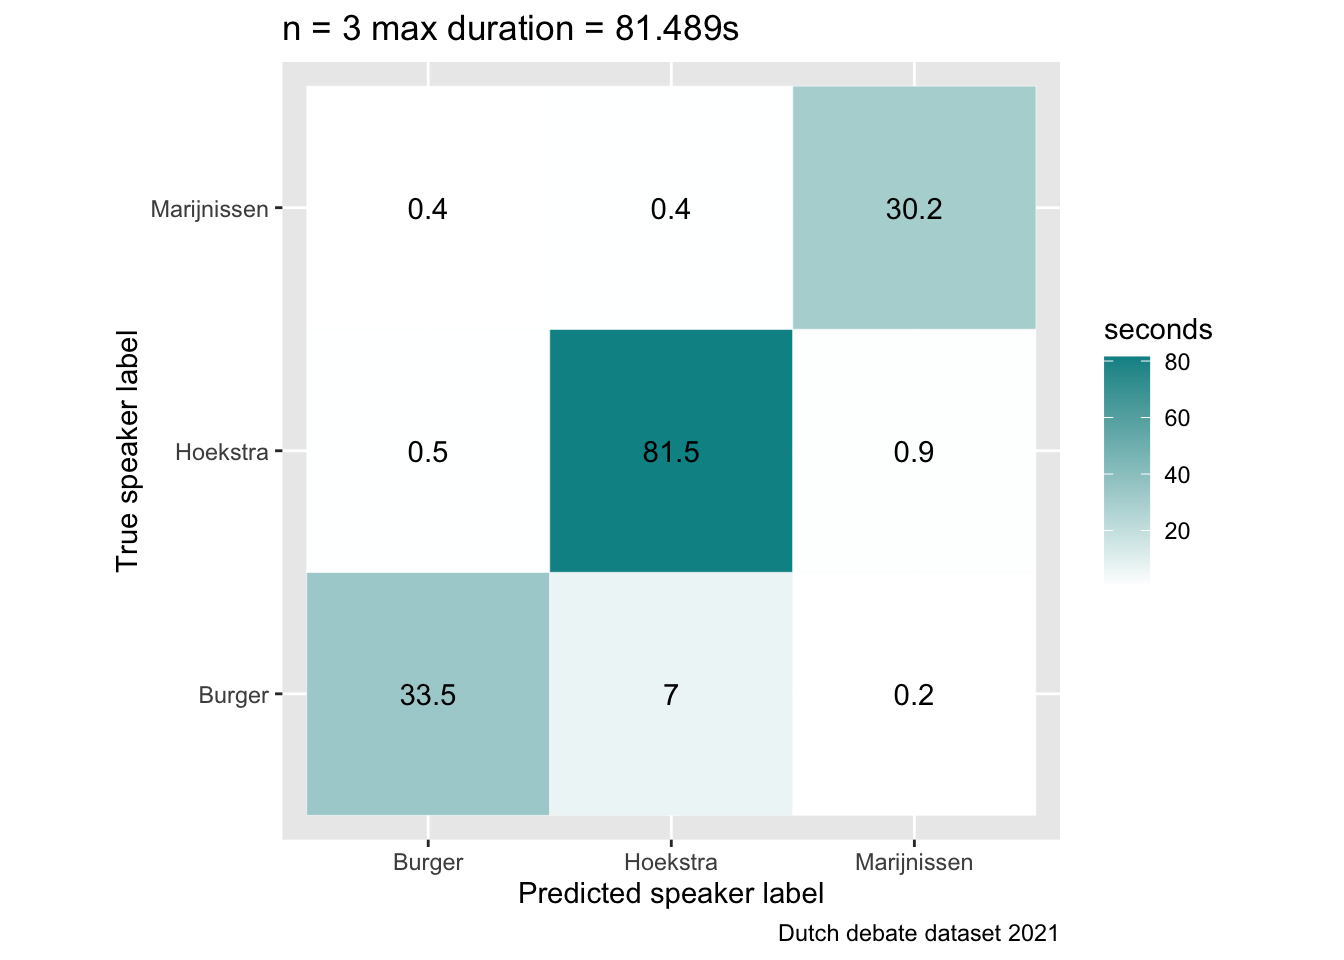 n = 3 max duration = 81.489s
True speaker label
Marijnissen
0.4 0.4 30.2
Hoekstra
0.5 81.5 0.9
Burger
33.5 7 0.2
Burger Hoekstra Marijnissen
Predicted speaker label
seconds
80
60
40
20
Dutch debate dataset 2021